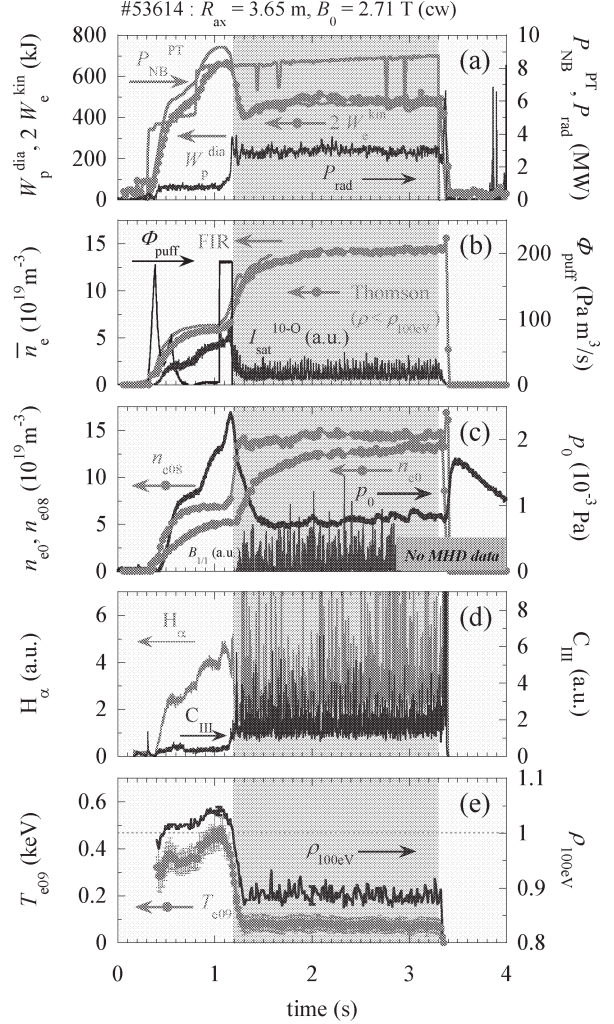 #53614 : R_ax = 3.65 m, B_0 = 2.71 T (cw)
W_p^dia, 2 W_e^kin (kJ)
800
600
400
200
0
P_NB^PT
2 W_e^kin
W_p^dia
P_rad
(a)
10
8
6
4
2
0
P_NB^PT, P_rad (MW)
n̅_e (10^19 m^-3)
15
10
5
0
Φ_puff
FIR
Thomson
(ρ < ρ_100eV)
I_sat^10-O (a.u.)
(b)
200
100
0
Φ_puff (Pa m^3/s)
n_e0, n_e08 (10^19 m^-3)
15
10
5
0
n_e08
n_e0
p_0
B_1/1 (a.u.)
No MHD data
(c)
2
1
0
p_0 (10^-3 Pa)
H_α (a.u.)
6
4
2
0
H_α
C_III
(d)
8
6
4
2
0
C_III (a.u.)
T_e09 (keV)
0.6
0.4
0.2
0
ρ_100eV
T_e09
(e)
1.1
1
0.9
0.8
ρ_100eV
0 1 2 3 4
time (s)